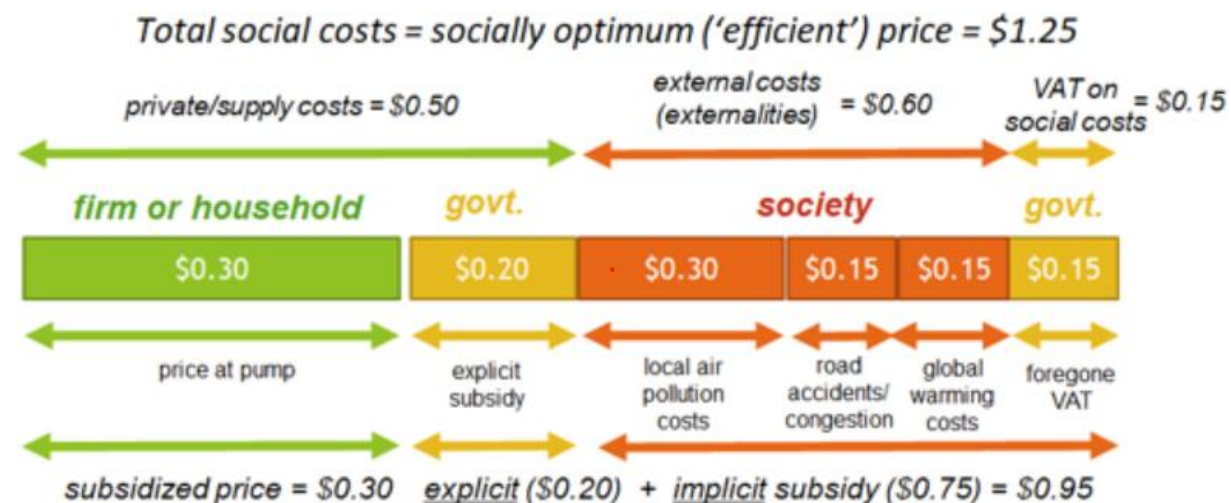 Total social costs = socially optimum ('efficient') price = $1.25
private/supply costs = $0.50
external costs
(externalities) = $0.60
VAT on
social costs = $0.15
firm or household
govt.
society
govt.
$0.30
$0.20
$0.30
$0.15
$0.15
$0.15
price at pump
explicit
subsidy
local air
pollution
costs
road
accidents/
congestion
global
warming
costs
foregone
VAT
subsidized price = $0.30
explicit ($0.20) + implicit subsidy ($0.75) = $0.95